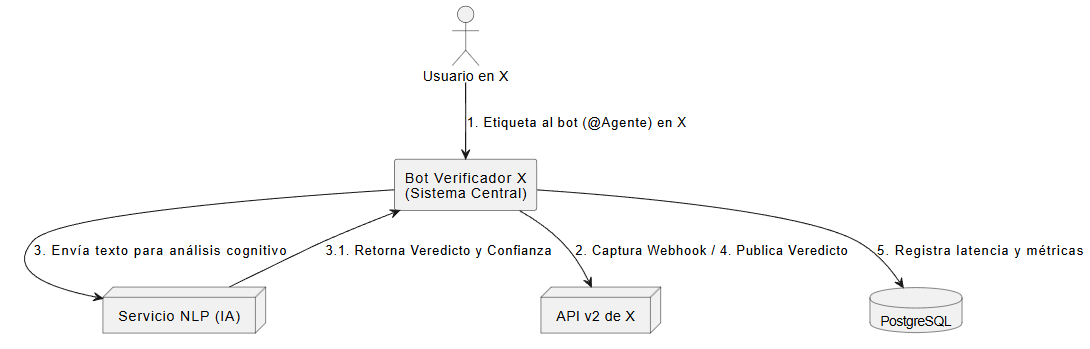 Usuario en X
1. Etiqueta al bot (@Agente) en X
Bot Verificador X
(Sistema Central)
3. Envía texto para análisis cognitivo
3.1. Retorna Veredicto y Confianza
2. Captura Webhook / 4. Publica Veredicto
5. Registra latencia y métricas
Servicio NLP (IA)
API v2 de X
PostgreSQL